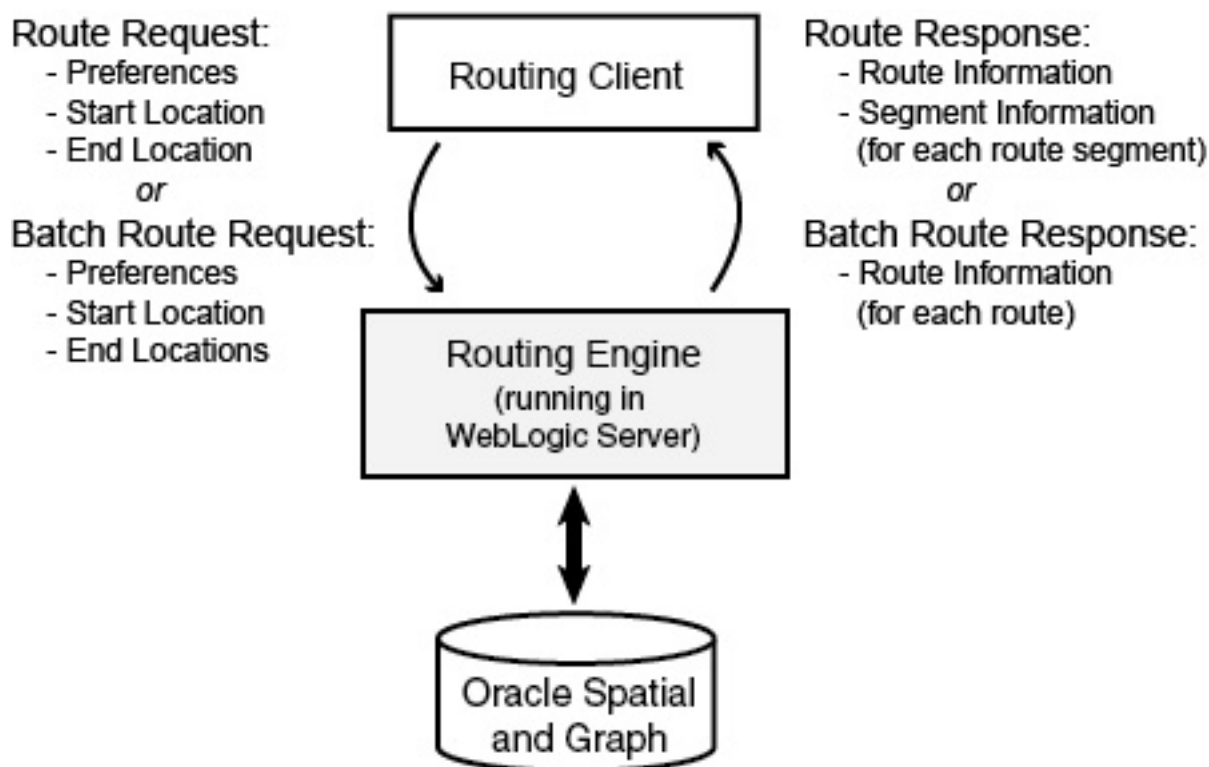 Route Request:
- Preferences
- Start Location
- End Location
or
Batch Route Request:
- Preferences
- Start Location
- End Locations
Routing Client
Route Response:
- Route Information
- Segment Information
(for each route segment)
or
Batch Route Response:
- Route Information
(for each route)
Routing Engine
(running in
WebLogic Server)
Oracle Spatial
and Graph